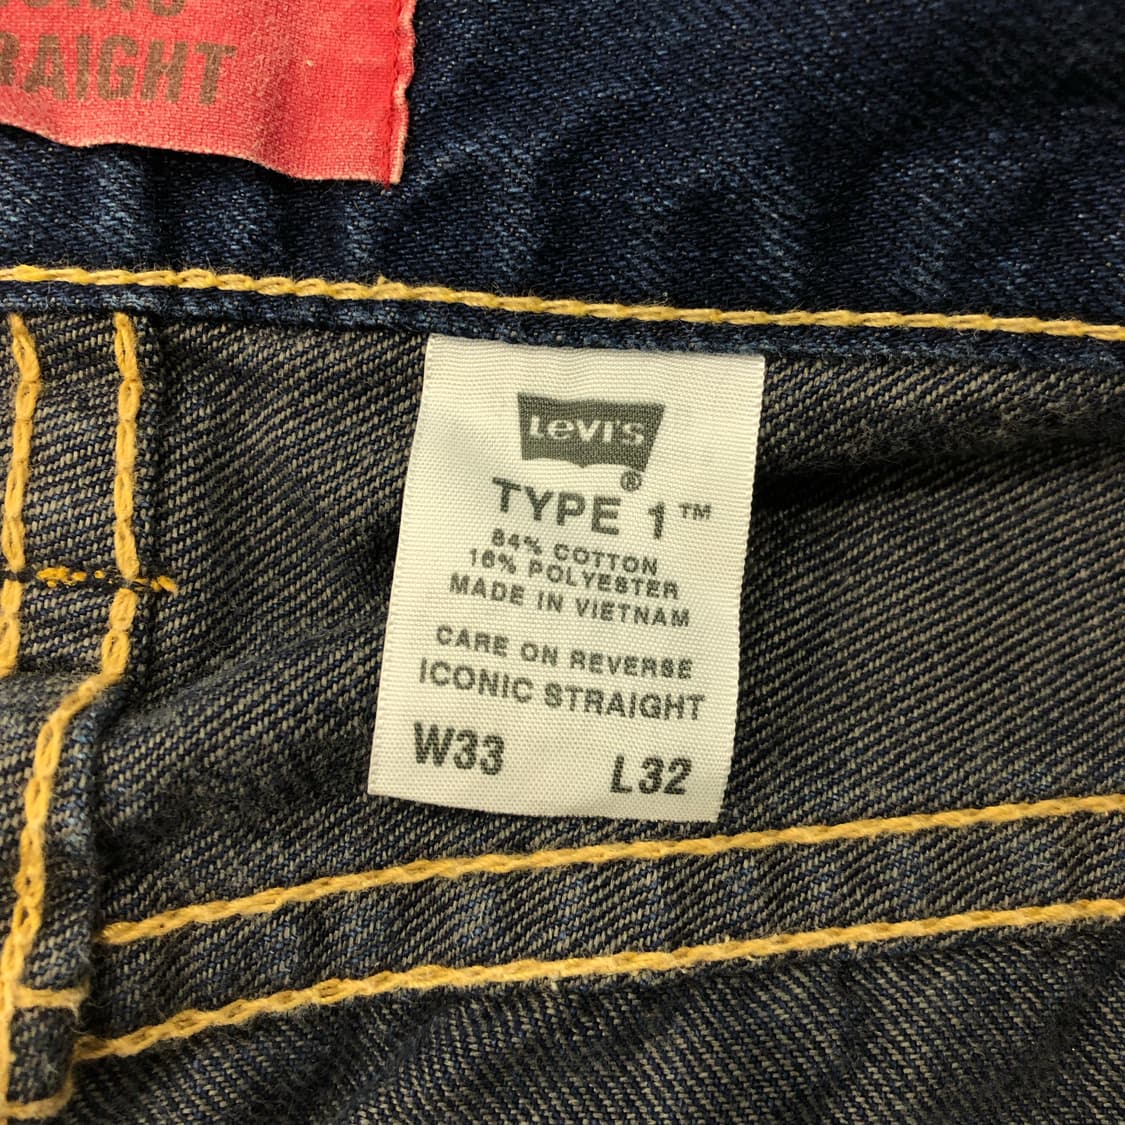 RAIGHT
LEVI'S
®
TYPE 1™
84% COTTON
16% POLYESTER
MADE IN VIETNAM
CARE ON REVERSE
ICONIC STRAIGHT
W33 L32